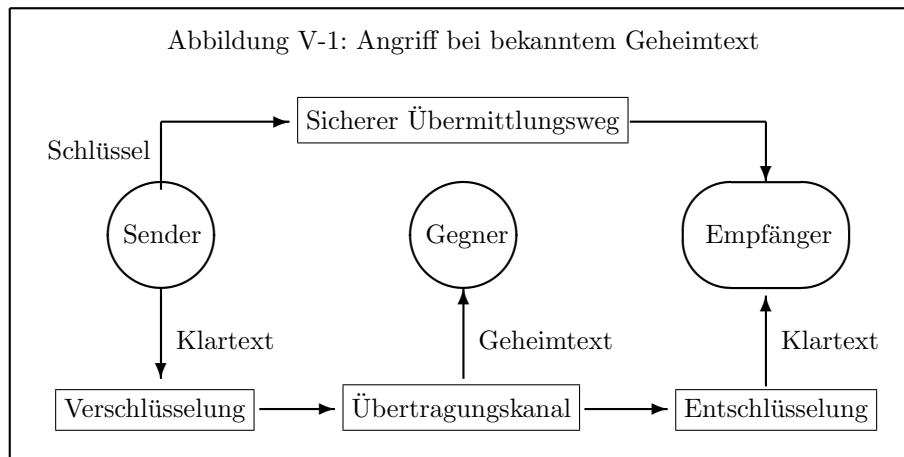 Abbildung V-1: Angriff bei bekanntem Geheimtext
Sicherer Übermittlungsweg
Schlüssel
Sender
Gegner
Empfänger
Klartext
Geheimtext
Klartext
Verschlüsselung
Übertragungskanal
Entschlüsselung